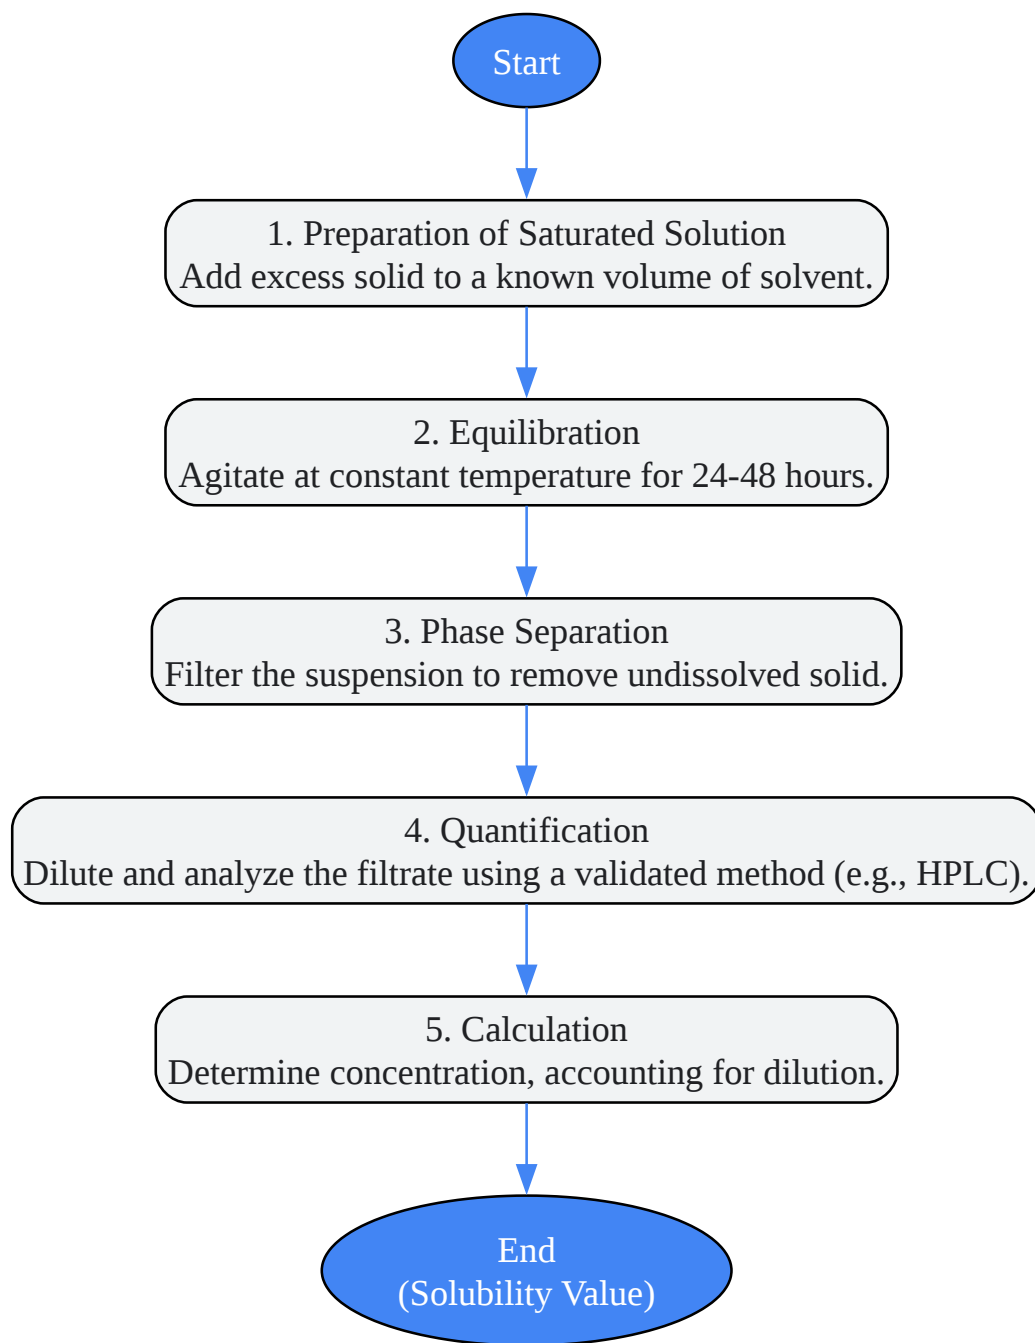 Start
1. Preparation of Saturated Solution
Add excess solid to a known volume of solvent.
2. Equilibration
Agitate at constant temperature for 24-48 hours.
3. Phase Separation
Filter the suspension to remove undissolved solid.
4. Quantification
Dilute and analyze the filtrate using a validated method (e.g., HPLC).
5. Calculation
Determine concentration, accounting for dilution.
End
(Solubility Value)